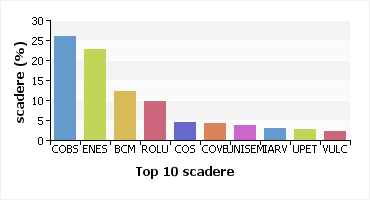 30
25
20
15
10
5
0
scadere (%)
COBS ENES BCM ROLU COS COVB UNISEM IARV UPET VULC
Top 10 scadere